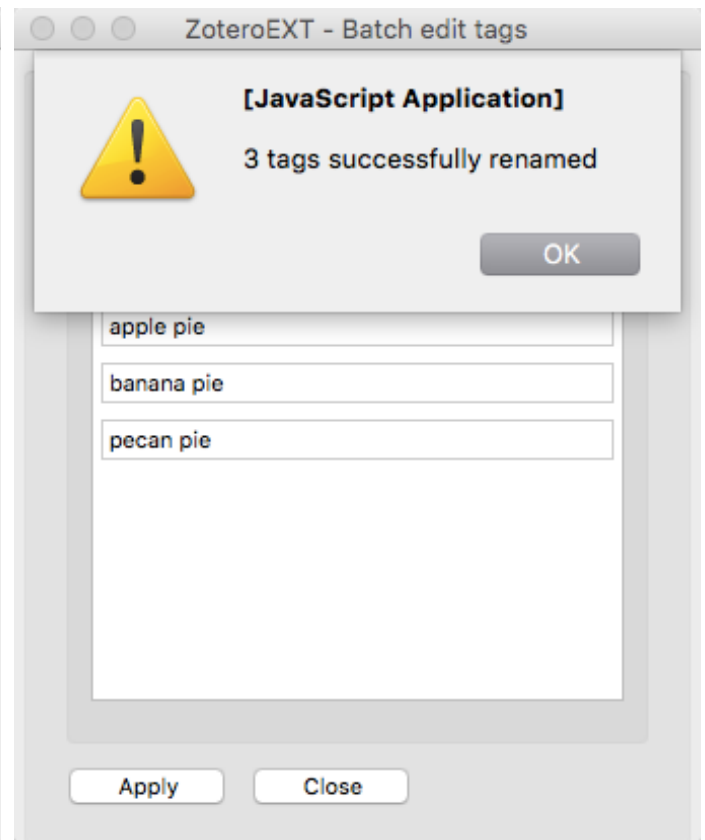 ZoteroEXT - Batch edit tags
[JavaScript Application]
3 tags successfully renamed
OK
apple pie
banana pie
pecan pie
Apply Close